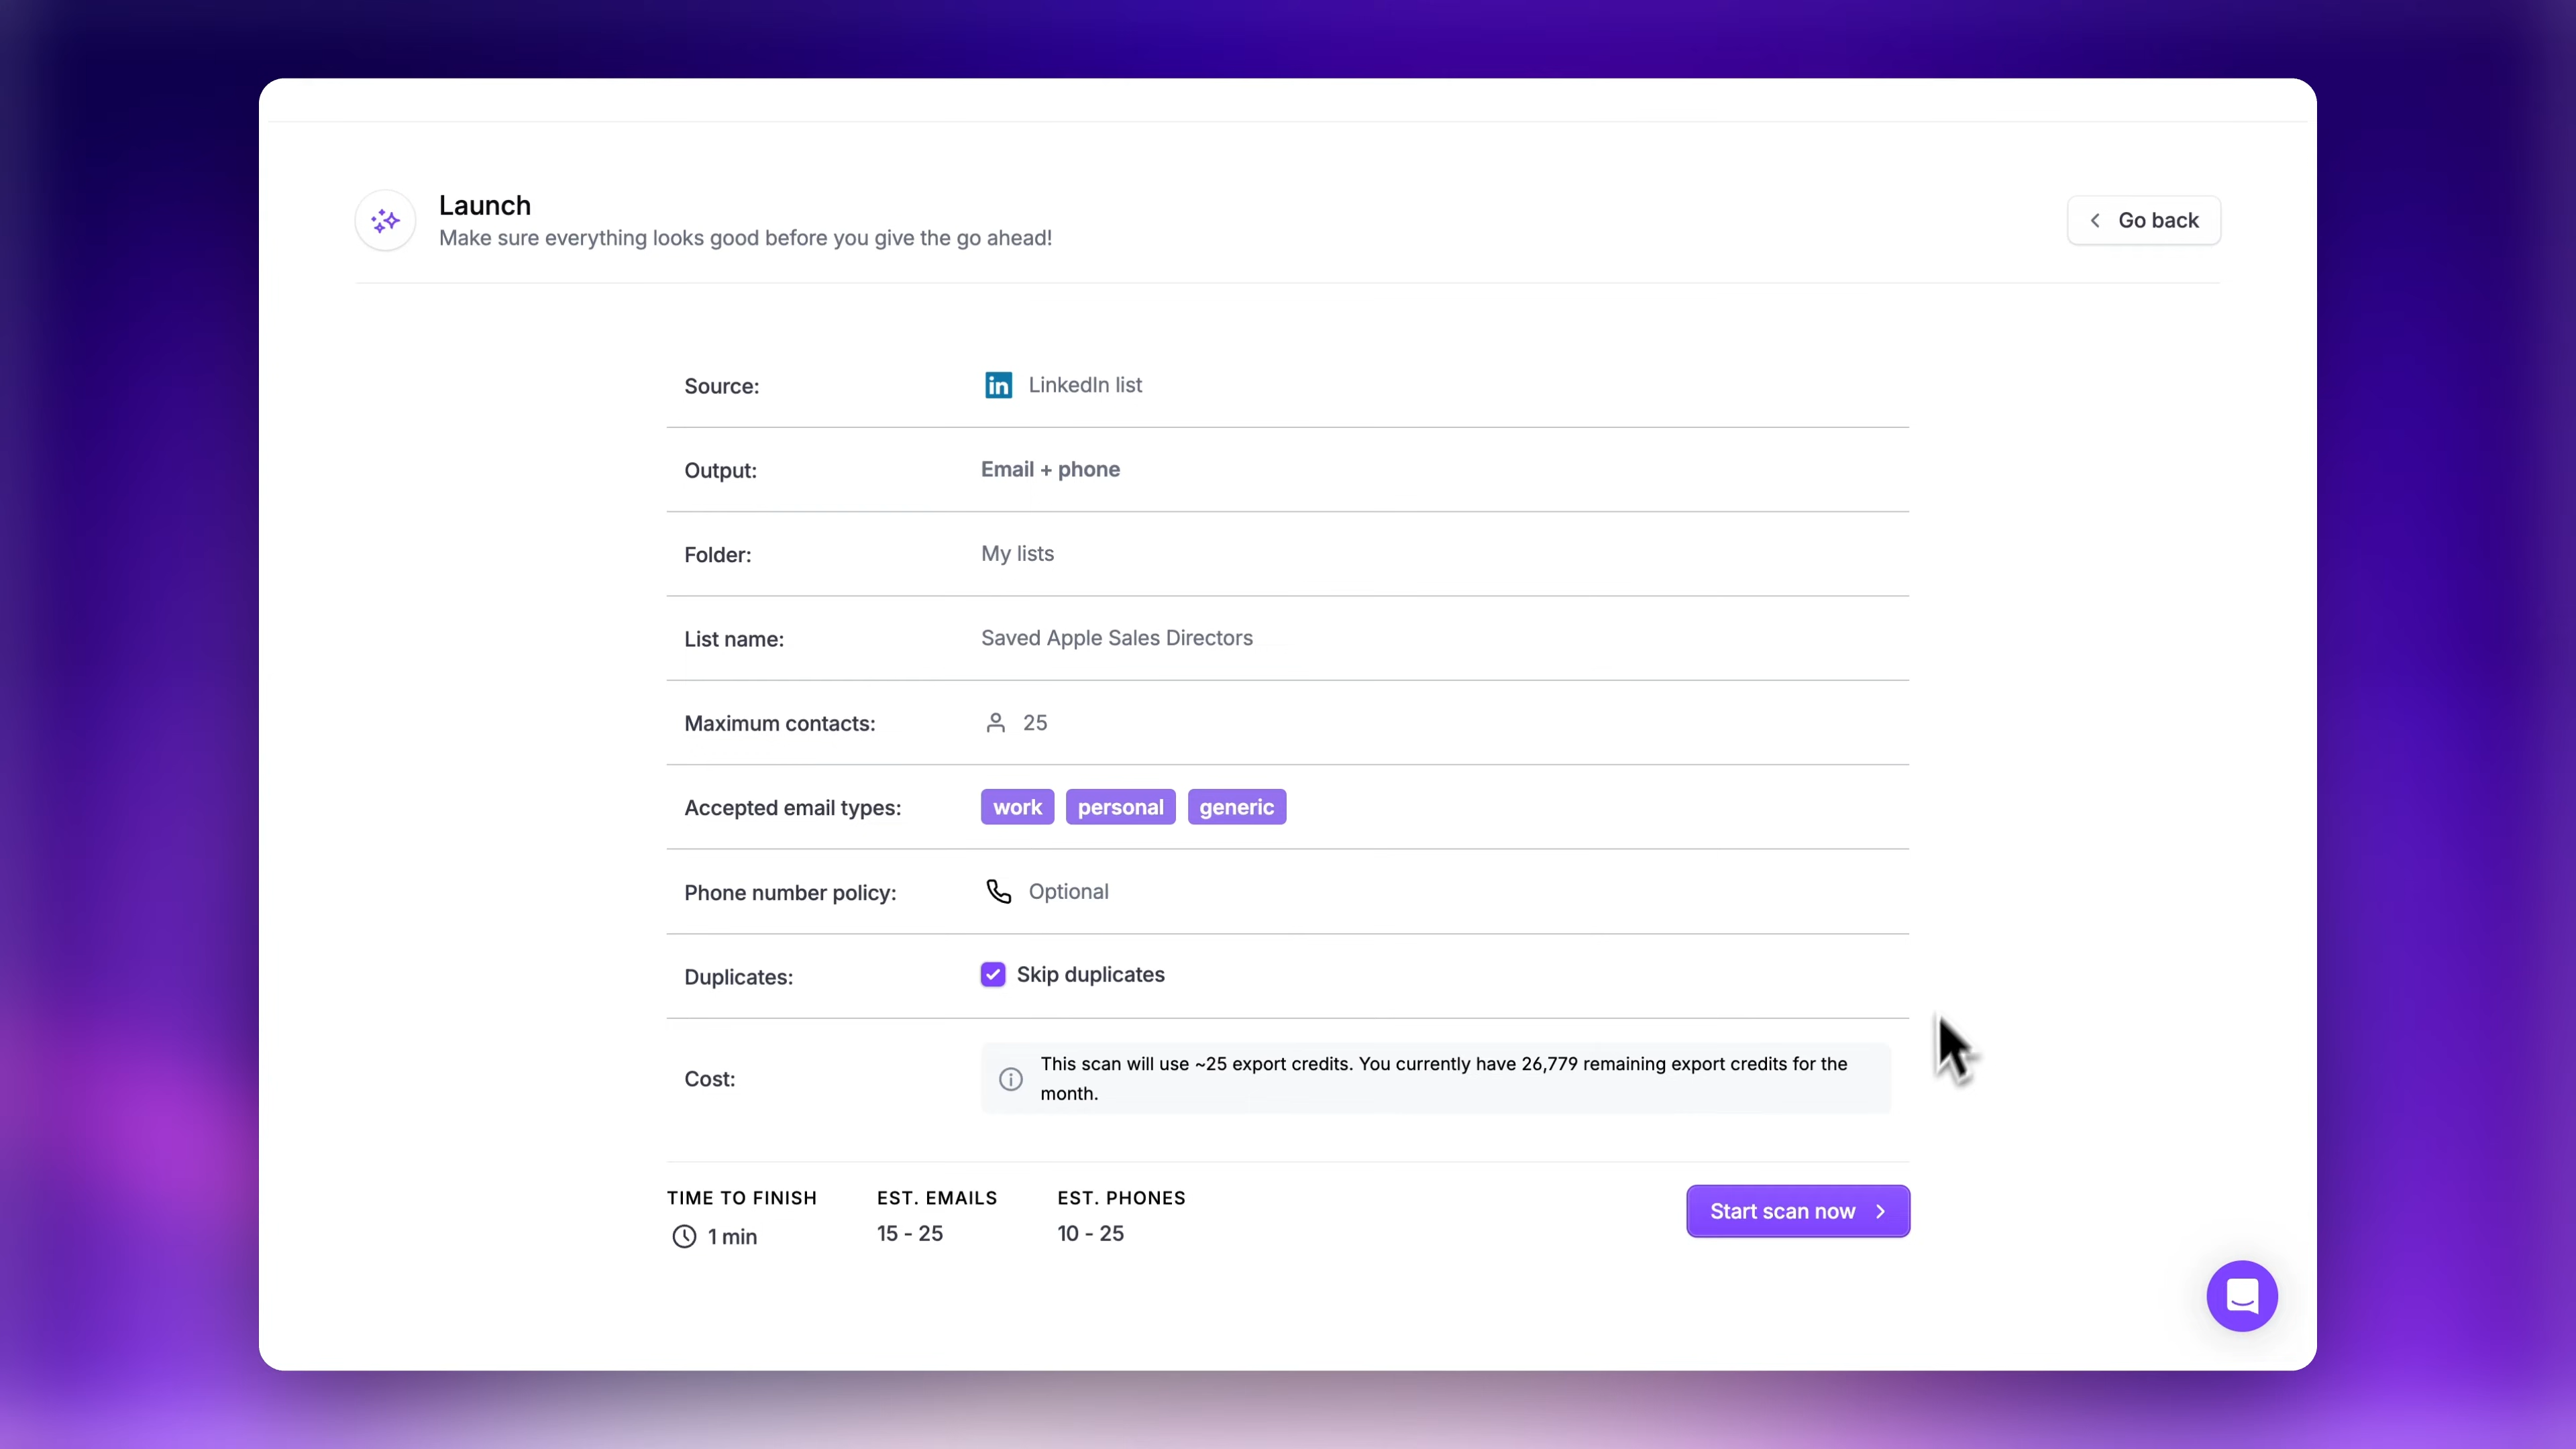 Launch
Make sure everything looks good before you give the go ahead!
Go back
Source:
in LinkedIn list
Output:
Email + phone
Folder:
My lists
List name:
Saved Apple Sales Directors
Maximum contacts:
25
Accepted email types:
work personal generic
Phone number policy:
Optional
Duplicates:
Skip duplicates
Cost:
This scan will use ~25 export credits. You currently have 26,779 remaining export credits for the
month.
TIME TO FINISH
1 min
EST. EMAILS
15 - 25
EST. PHONES
10 - 25
Start scan now